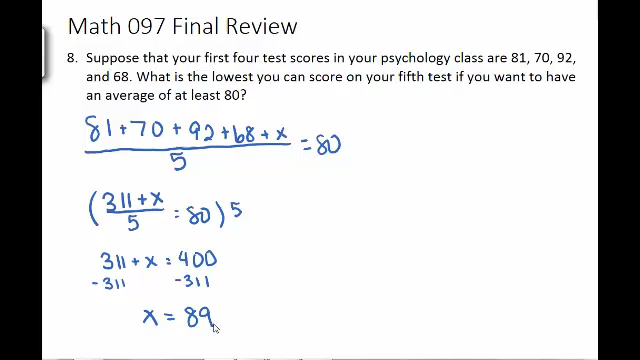 Math 097 Final Review
8. Suppose that your first four test scores in your psychology class are 81, 70, 92,
and 68. What is the lowest you can score on your fifth test if you want to have
an average of at least 80?
81+70+92+68+x
= 80
5
(311+x = 80)5
5
311+x = 400
-311 -311
x = 89